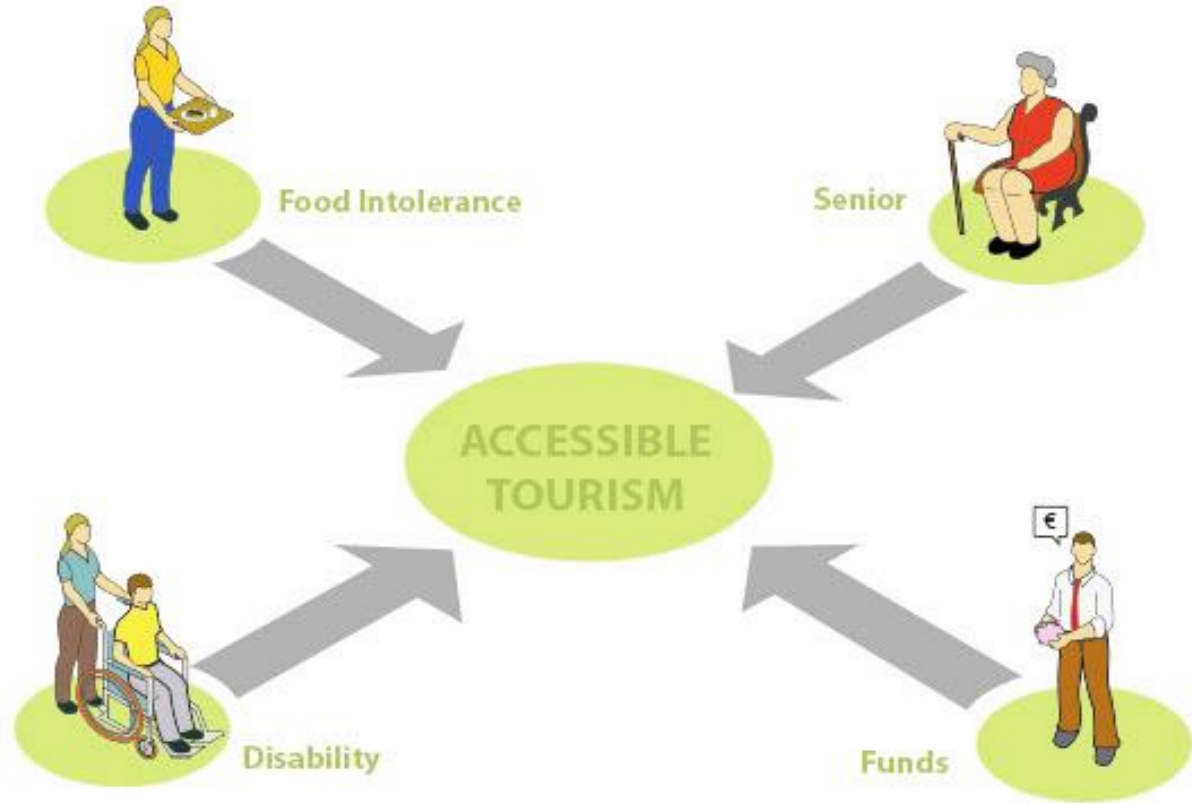 Food Intolerance
Senior
ACCESSIBLE
TOURISM
€
Disability
Funds